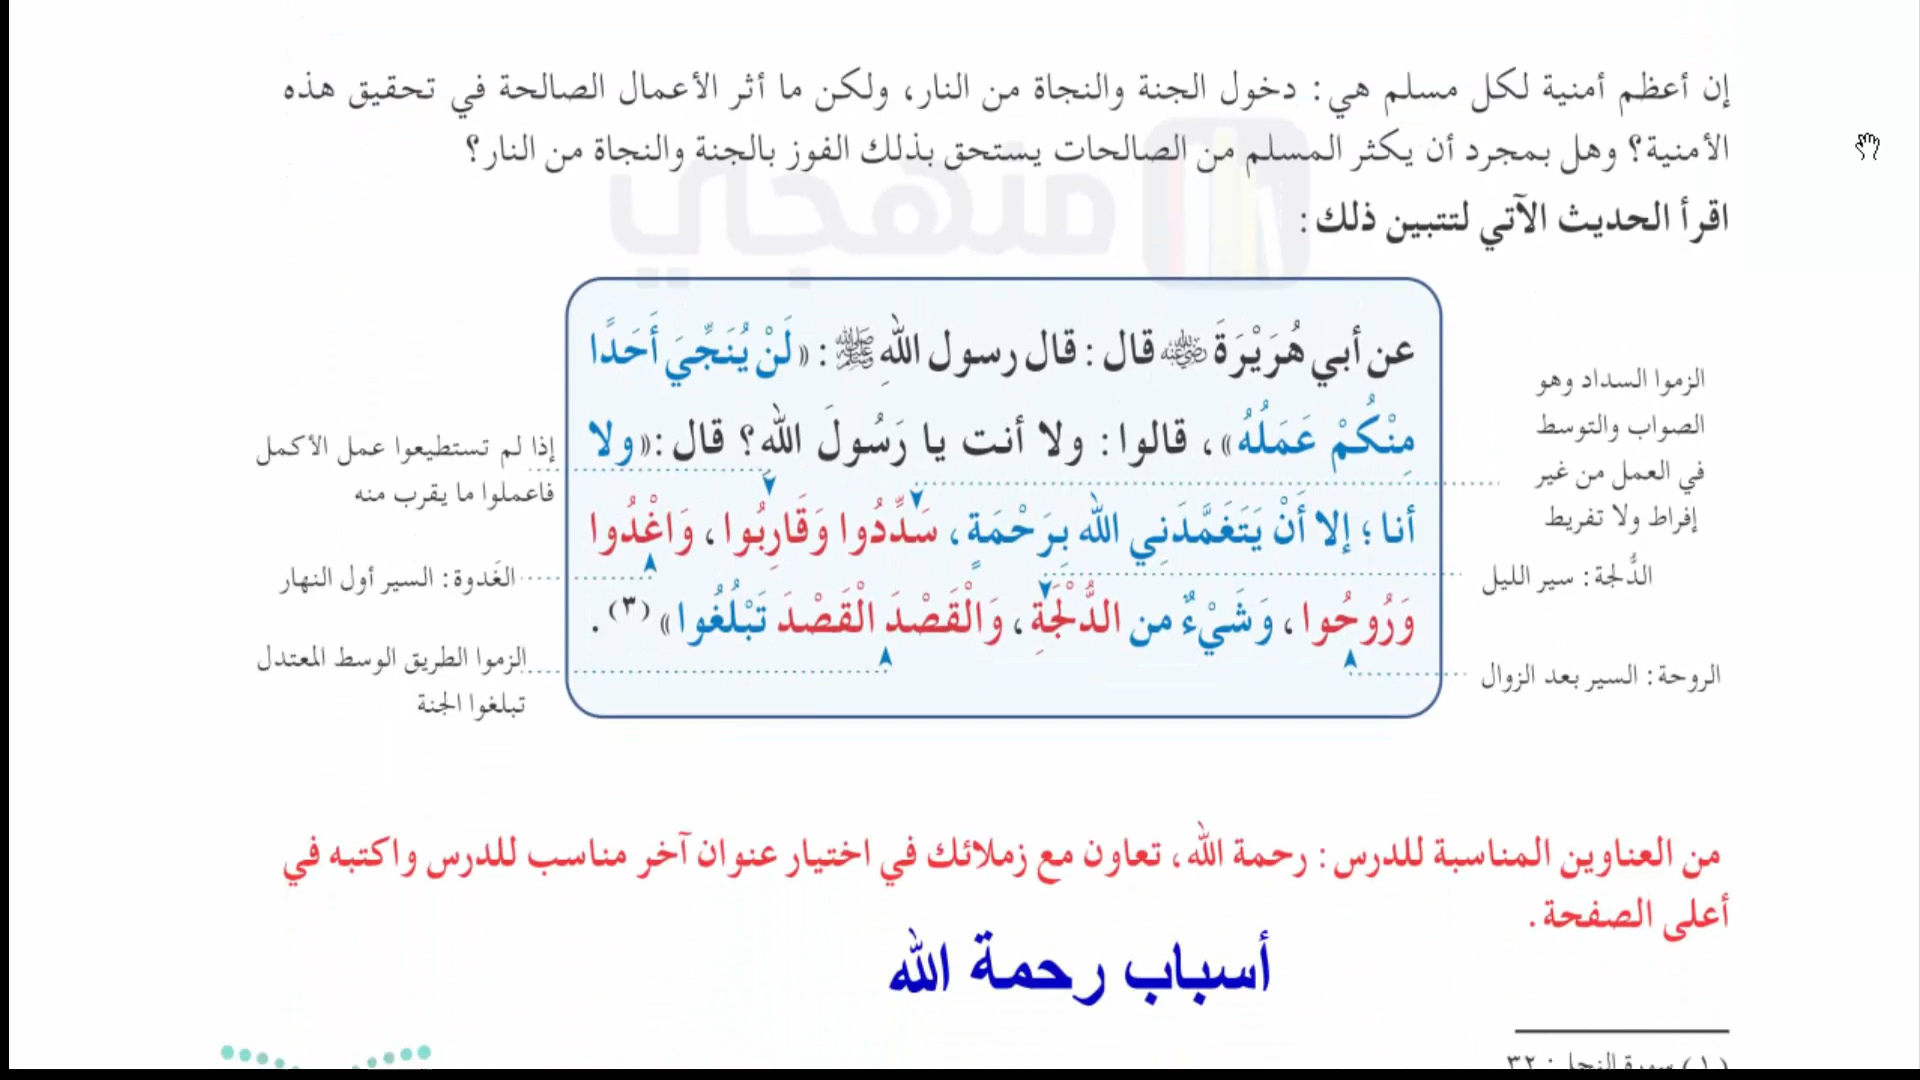 إن أعظم أمنية لكل مسلم هي: دخول الجنة والنجاة من النار، ولكن ما أثر الأعمال الصالحة في تحقيق هذه
الأمنية؟ وهل بمجرد أن يكثر المسلم من الصالحات يستحق بذلك الفوز بالجنة والنجاة من النار؟
منهجي
اقرأ الحديث الآتي لتتبين ذلك:
عن أبي هُرَيْرَةَ رضي الله عنه قال: قال رسول اللهِ ﷺ: «لَنْ يُنَجِّيَ أَحَدًا
مِنْكُمْ عَمَلُهُ»، قالوا: ولا أنت يا رَسُولَ الله؟ قال: «ولا
أنا؛ إلا أَنْ يَتَغَمَّدَنِي الله بِرَحْمَةٍ، سَدِّدُوا وَقَارِبُوا، وَاغْدُوا
وَرُوحُوا، وَشَيْءٌ من الدُّلْجَةِ، وَالْقَصْدَ الْقَصْدَ تَبْلُغُوا» (٣).
الزموا السداد وهو
الصواب والتوسط
في العمل من غير
إفراط ولا تفريط
الدُّلجة: سير الليل
الروحة: السير بعد الزوال
إذا لم تستطيعوا عمل الأكمل
فاعملوا ما يقرب منه
الغَدوة: السير أول النهار
الزموا الطريق الوسط المعتدل
تبلغوا الجنة
من العناوين المناسبة للدرس: رحمة الله، تعاون مع زملائك في اختيار عنوان آخر مناسب للدرس واكتبه في
أعلى الصفحة.
أسباب رحمة الله
(١) سورة النحل: ٣٢